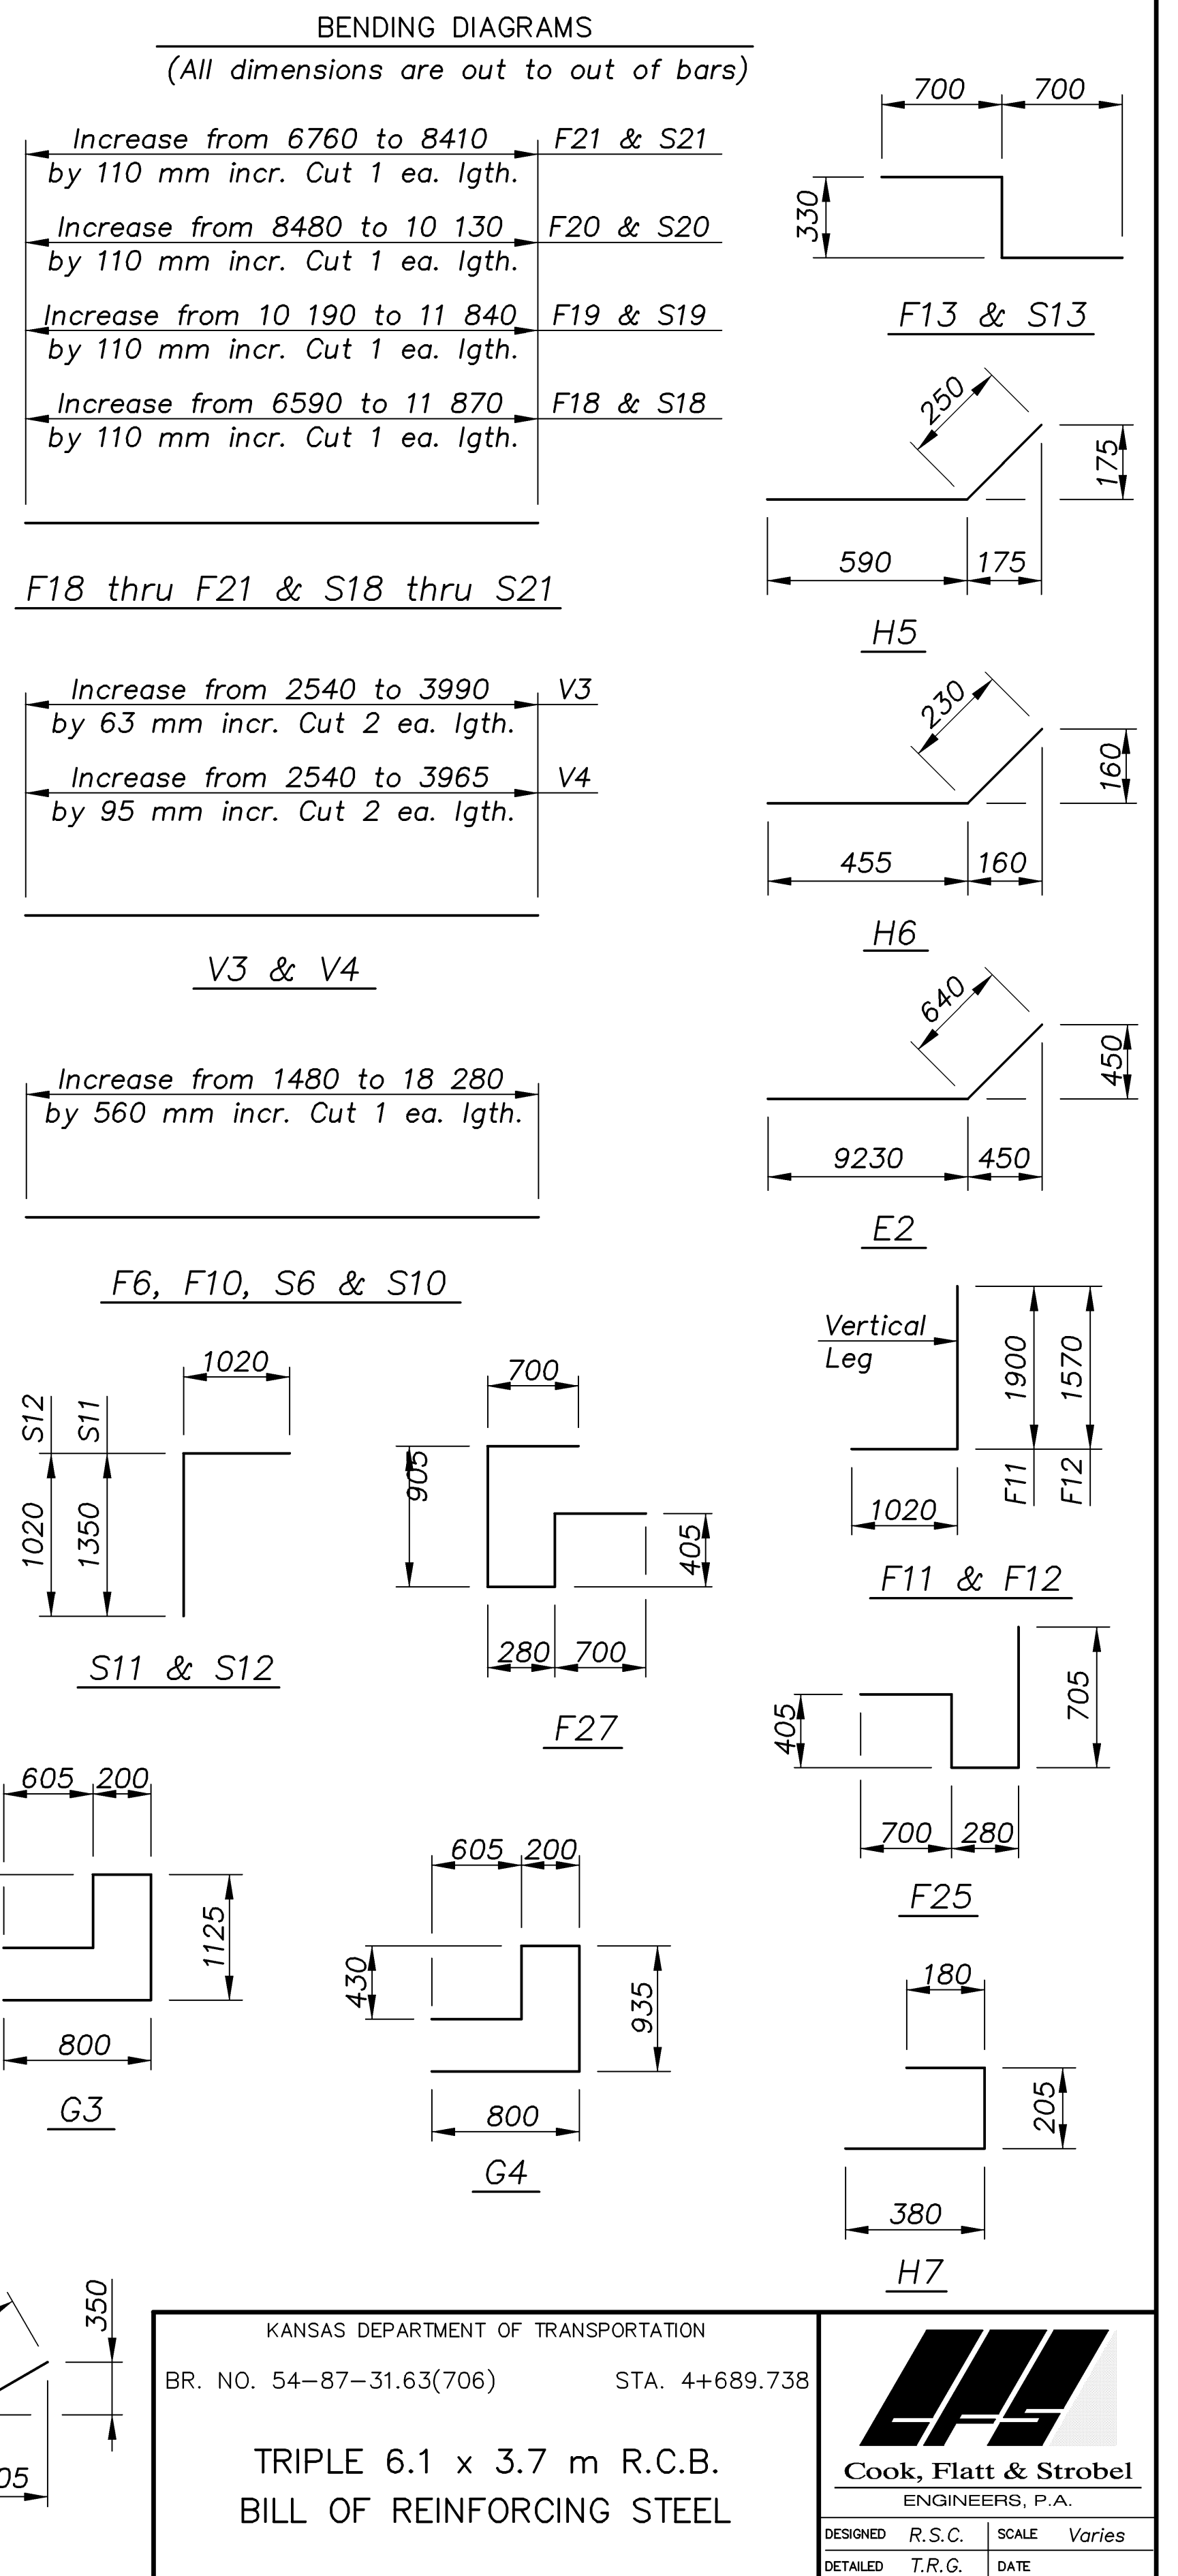 BENDING DIAGRAMS
(All dimensions are out to out of bars)
Increase from 6760 to 8410
F21 & S21
by 110 mm incr. Cut 1 ea. lgth.
Increase from 8480 to 10 130
F20 & S20
by 110 mm incr. Cut 1 ea. lgth.
Increase from 10 190 to 11 840
F19 & S19
by 110 mm incr. Cut 1 ea. lgth.
Increase from 6590 to 11 870
F18 & S18
by 110 mm incr. Cut 1 ea. lgth.
F18 thru F21 & S18 thru S21
700 700
330
F13 & S13
250
175
590 175
H5
Increase from 2540 to 3990
V3
by 63 mm incr. Cut 2 ea. lgth.
Increase from 2540 to 3965
V4
by 95 mm incr. Cut 2 ea. lgth.
V3 & V4
230
160
455 160
H6
640
450
9230 450
E2
Increase from 1480 to 18 280
by 560 mm incr. Cut 1 ea. lgth.
F6, F10, S6 & S10
Vertical
Leg
1900
1570
F11
F12
1020
F11 & F12
1020
S12
S11
1020
1350
S11 & S12
700
905
405
280 700
F27
405
705
700 280
F25
605 200
1125
800
G3
605 200
430
935
800
G4
180
205
380
H7
350
05
KANSAS DEPARTMENT OF TRANSPORTATION
BR. NO. 54-87-31.63(706) STA. 4+689.738
TRIPLE 6.1 x 3.7 m R.C.B.
BILL OF REINFORCING STEEL
CFS
Cook, Flatt & Strobel
ENGINEERS, P.A.
DESIGNED R.S.C. SCALE Varies
DETAILED T.R.G. DATE